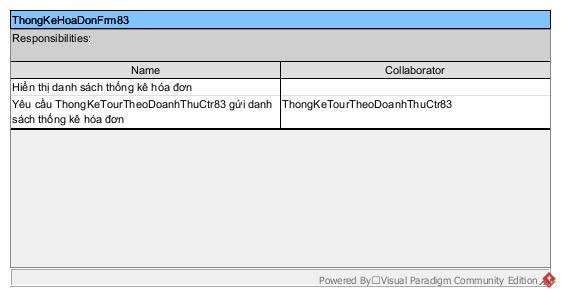 ThongKeHoaDonFrm83
Responsibilities:
Name
Collaborator
Hiển thị danh sách thống kê hóa đơn
Yêu cầu ThongKeTourTheoDoanhThuCtr83 gửi danh
sách thống kê hóa đơn
ThongKeTourTheoDoanhThuCtr83
Powered By□Visual Paradigm Community Edition